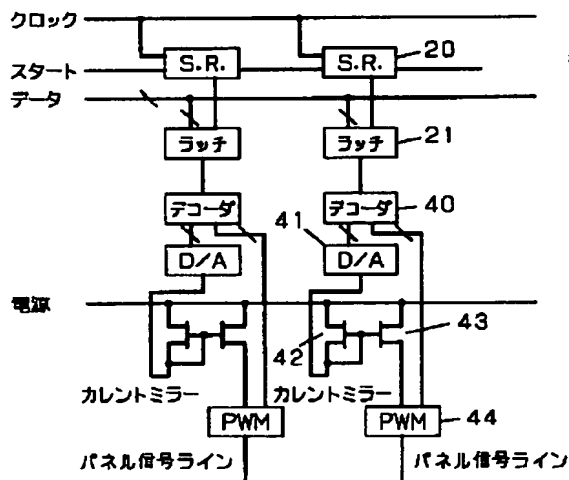 クロック
S.R.
S.R.
20
スタート
データ
ラッチ
ラッチ
21
デコーダ
デコーダ
40
41
D/A
D/A
電源
42
43
カレントミラー
カレントミラー
PWM
PWM
44
パネル信号ライン
パネル信号ライン